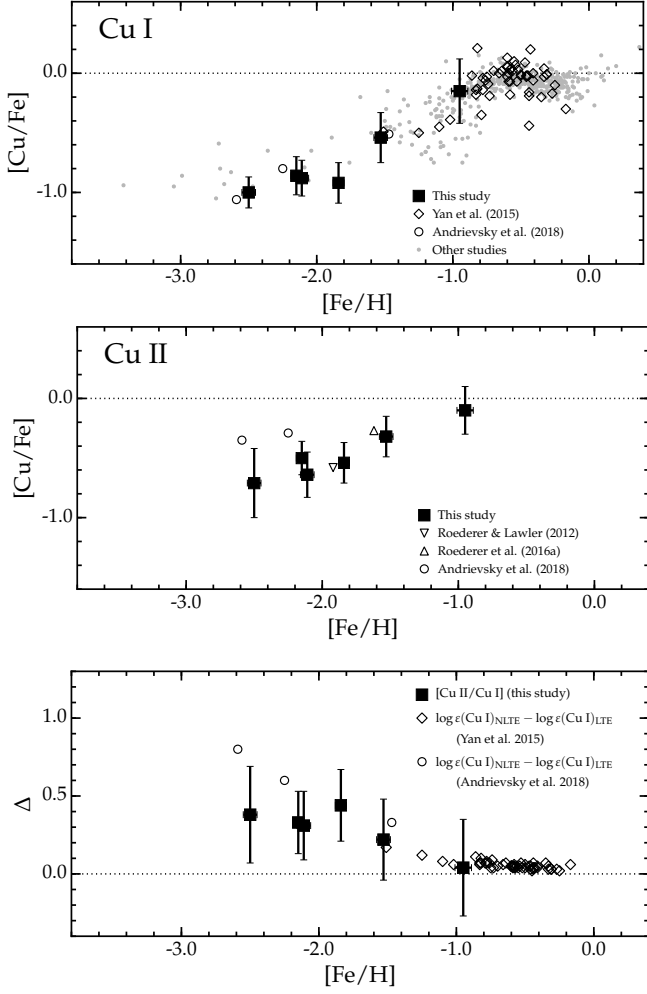 Cu I
0.0
[Cu/Fe]
-1.0
This study
Yan et al. (2015)
Andrievsky et al. (2018)
Other studies
-3.0 -2.0 -1.0 0.0
[Fe/H]
Cu II
0.0
[Cu/Fe]
-1.0
This study
Roederer & Lawler (2012)
Roederer et al. (2016a)
Andrievsky et al. (2018)
-3.0 -2.0 -1.0 0.0
[Fe/H]
[Cu II/Cu I] (this study)
1.0
log ε(Cu I)NLTE − log ε(Cu I)LTE
(Yan et al. 2015)
log ε(Cu I)NLTE − log ε(Cu I)LTE
(Andrievsky et al. 2018)
Δ
0.5
0.0
-3.0 -2.0 -1.0 0.0
[Fe/H]